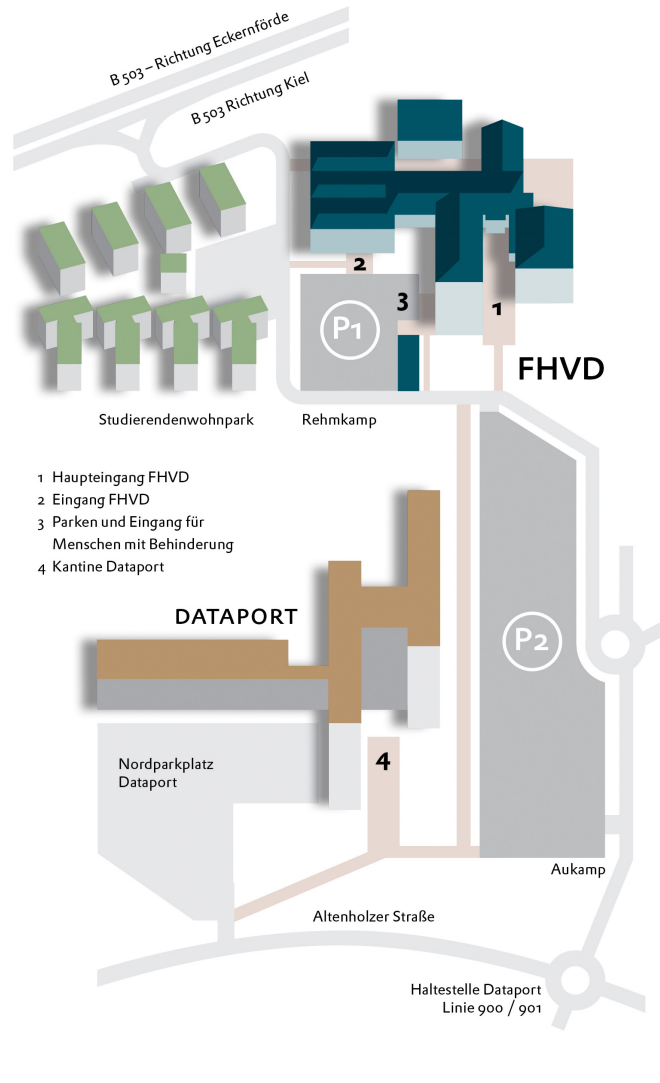 B 503 – Richtung Eckernförde
B 503 Richtung Kiel
2
3
1
P1
FHVD
Studierendenwohnpark
Rehmkamp
1 Haupteingang FHVD
2 Eingang FHVD
3 Parken und Eingang für
Menschen mit Behinderung
4 Kantine Dataport
DATAPORT
P2
4
Nordparkplatz
Dataport
Aukamp
Altenholzer Straße
Haltestelle Dataport
Linie 900 / 901